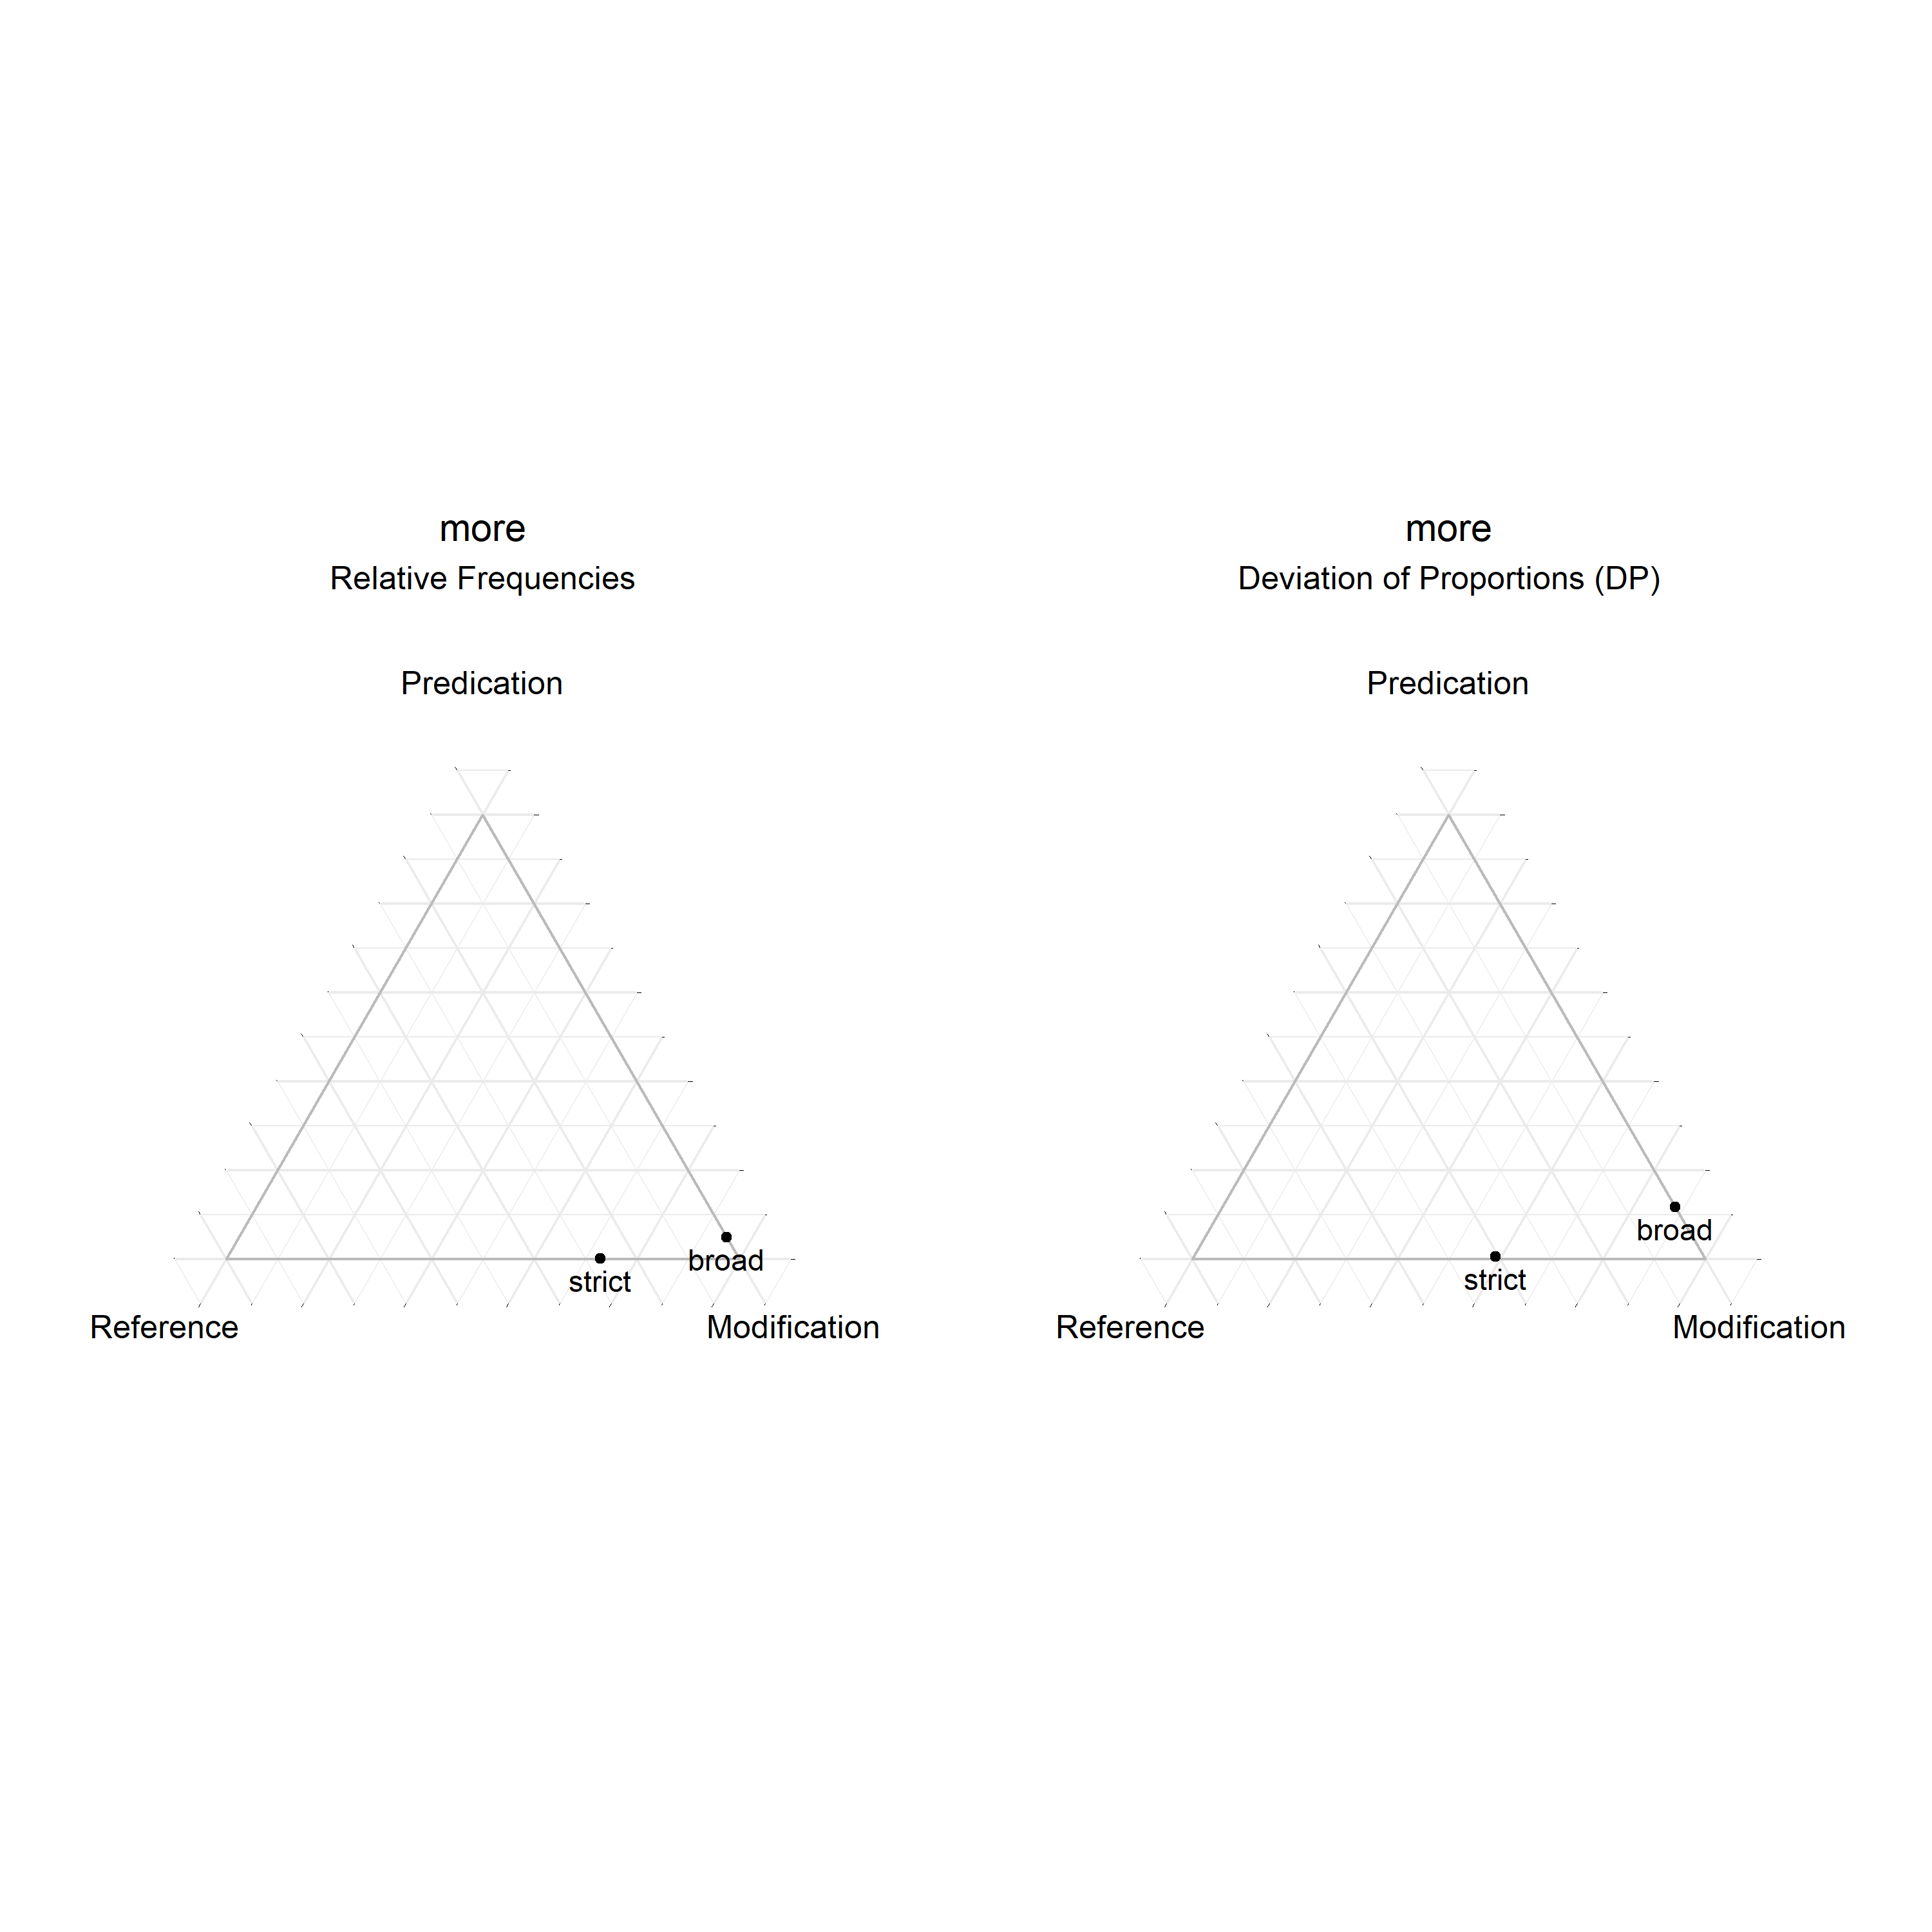 more
Relative Frequencies
Predication
broad
strict
Reference
Modification
more
Deviation of Proportions (DP)
Predication
broad
strict
Reference
Modification